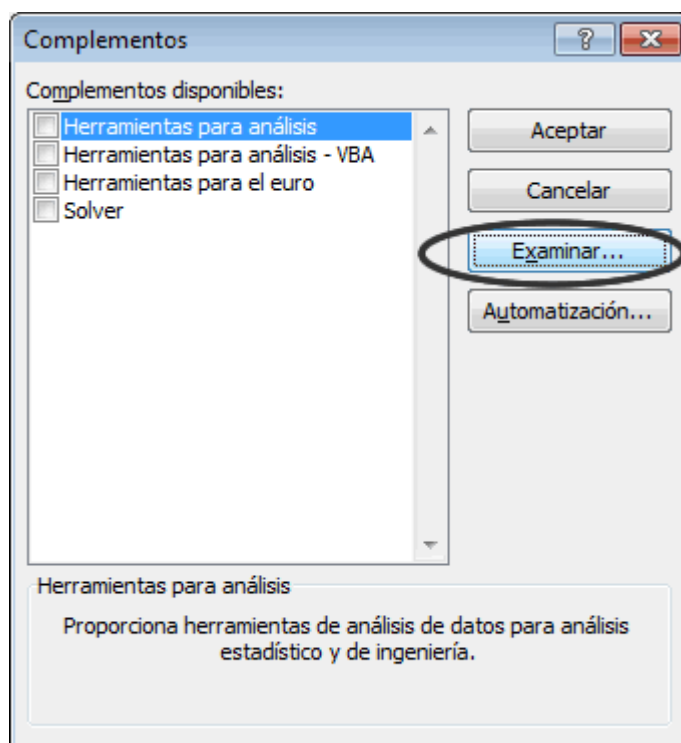 Complementos
Complementos disponibles:
Herramientas para análisis
Herramientas para análisis - VBA
Herramientas para el euro
Solver
Aceptar
Cancelar
Examinar...
Automatización...
Herramientas para análisis
Proporciona herramientas de análisis de datos para análisis
estadístico y de ingeniería.